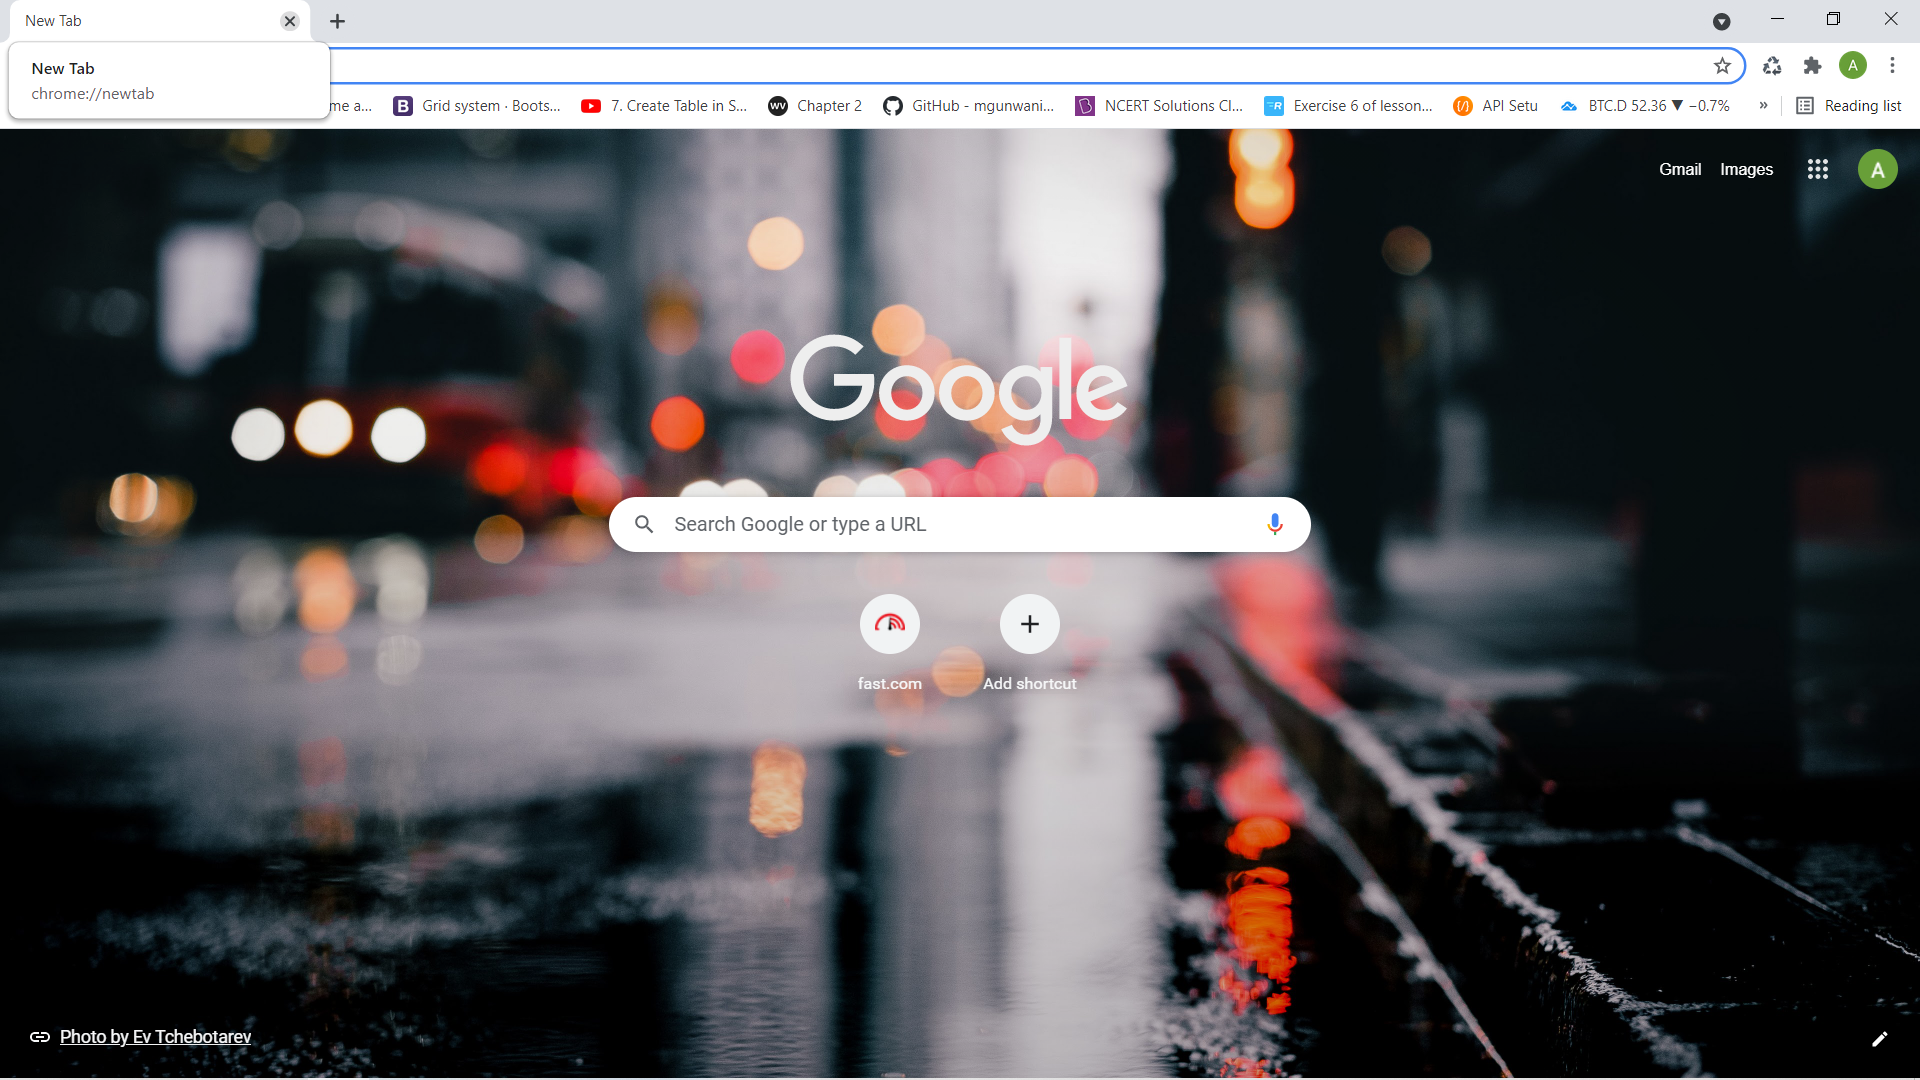 New Tab
New Tab
chrome://newtab
me a...
Grid system · Boots...
7. Create Table in S...
WV
Chapter 2
GitHub - mgunwani...
NCERT Solutions Cl...
Exercise 6 of lesson...
API Setu
BTC.D 52.36 ▼ −0.7%
»
Reading list
A
Gmail
Images
A
Google
Search Google or type a URL
fast.com
Add shortcut
Photo by Ev Tchebotarev